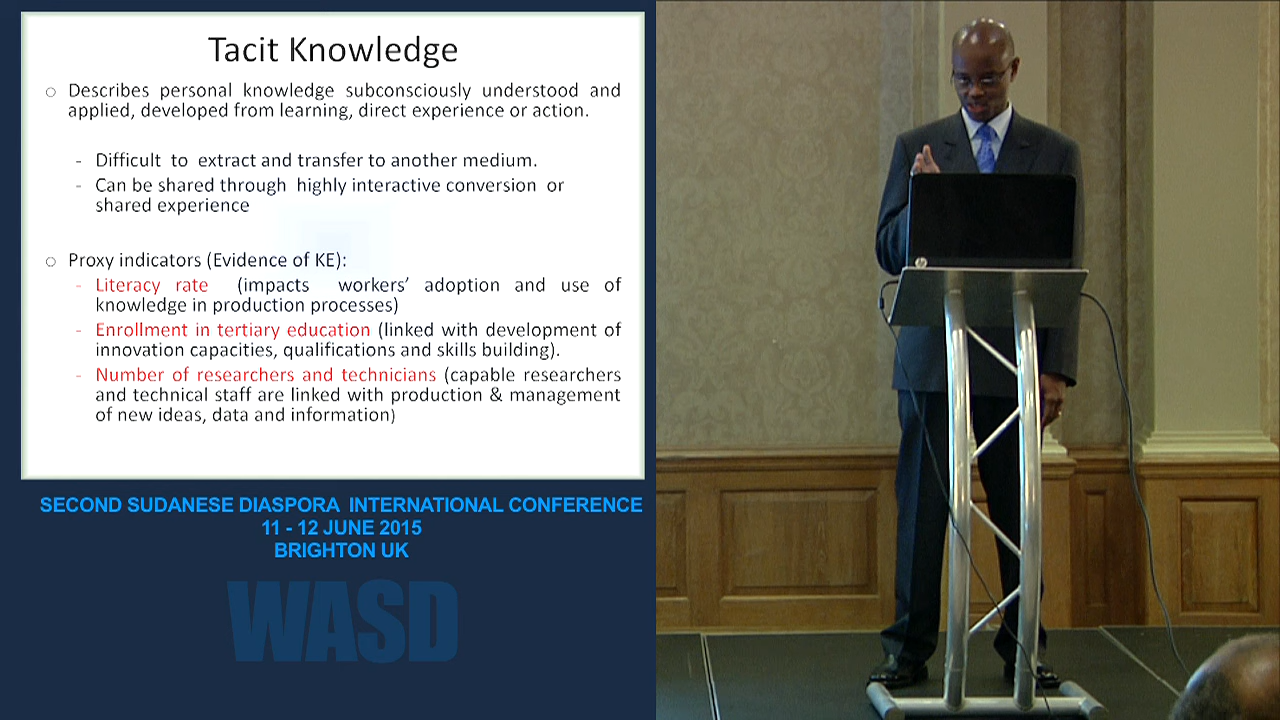 Tacit Knowledge
○ Describes personal knowledge subconsciously understood and
applied, developed from learning, direct experience or action.
- Difficult to extract and transfer to another medium.
- Can be shared through highly interactive conversion or
shared experience
○ Proxy indicators (Evidence of KE):
- Literacy rate (impacts workers’ adoption and use of
knowledge in production processes)
- Enrollment in tertiary education (linked with development of
innovation capacities, qualifications and skills building).
- Number of researchers and technicians (capable researchers
and technical staff are linked with production & management
of new ideas, data and information)
SECOND SUDANESE DIASPORA INTERNATIONAL CONFERENCE
11 - 12 JUNE 2015
BRIGHTON UK
WASD
hp